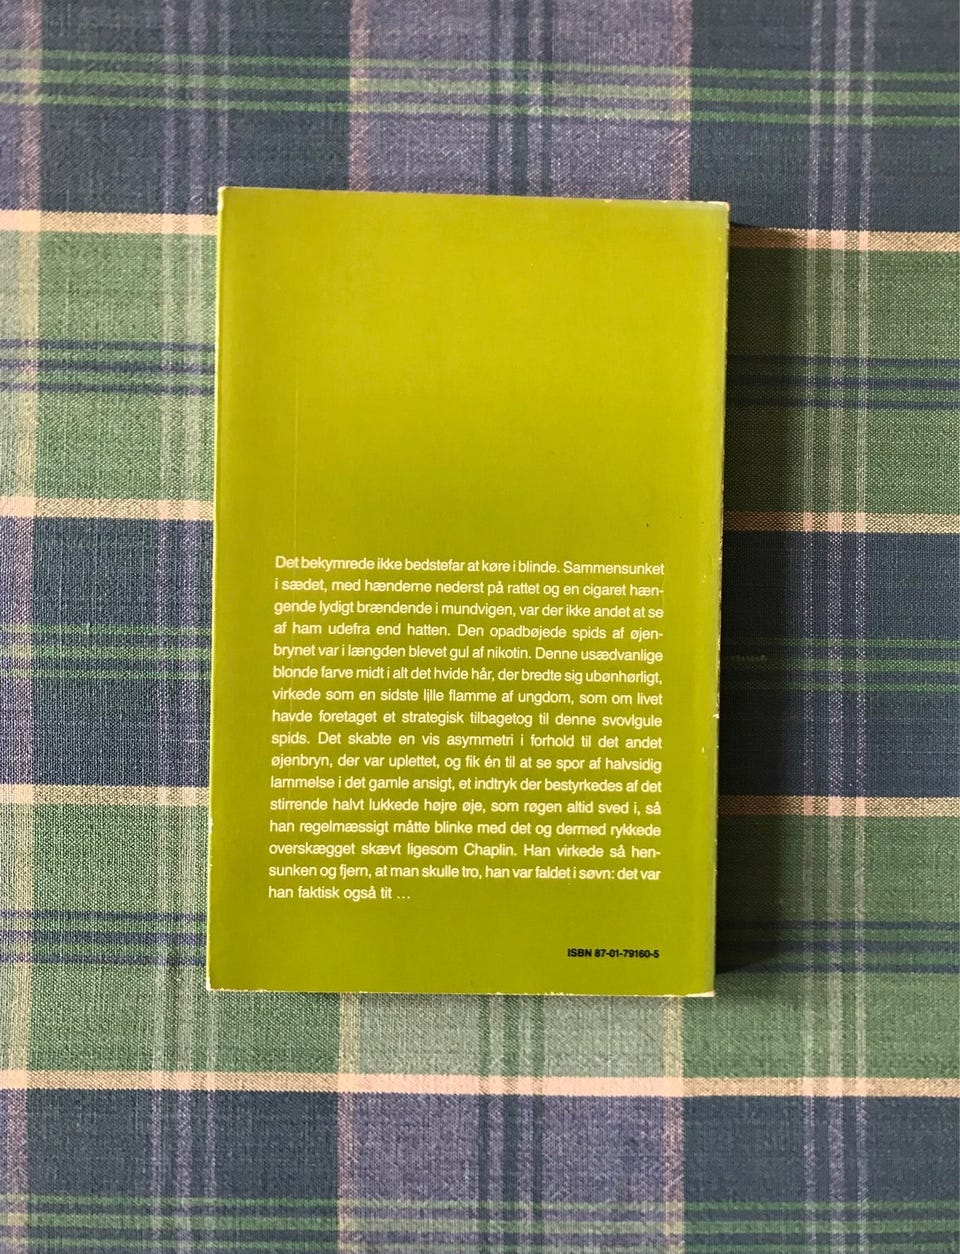 Det bekymrede ikke bedstefar at køre i blinde. Sammensunket
i sædet, med hænderne nederst på rattet og en cigaret hæn-
gende lydigt brændende i mundvigen, var der ikke andet at se
af ham udefra end hatten. Den opadbøjede spids af øjen-
brynet var i længden blevet gul af nikotin. Denne usædvanlige
blonde farve midt i alt det hvide hår, der bredte sig ubønhørligt,
virkede som en sidste lille flamme af ungdom, som om livet
havde foretaget et strategisk tilbagetog til denne svovlgule
spids. Det skabte en vis asymmetri i forhold til det andet
øjenbryn, der var uplettet, og fik én til at se spor af halvsidig
lammelse i det gamle ansigt, et indtryk der bestyrkedes af det
stirrende halvt lukkede højre øje, som røgen altid sved i, så
han regelmæssigt måtte blinke med det og dermed rykkede
overskægget skævt ligesom Chaplin. Han virkede så hen-
sunken og fjern, at man skulle tro, han var faldet i søvn: det var
han faktisk også tit ...
ISBN 87-01-79160-5